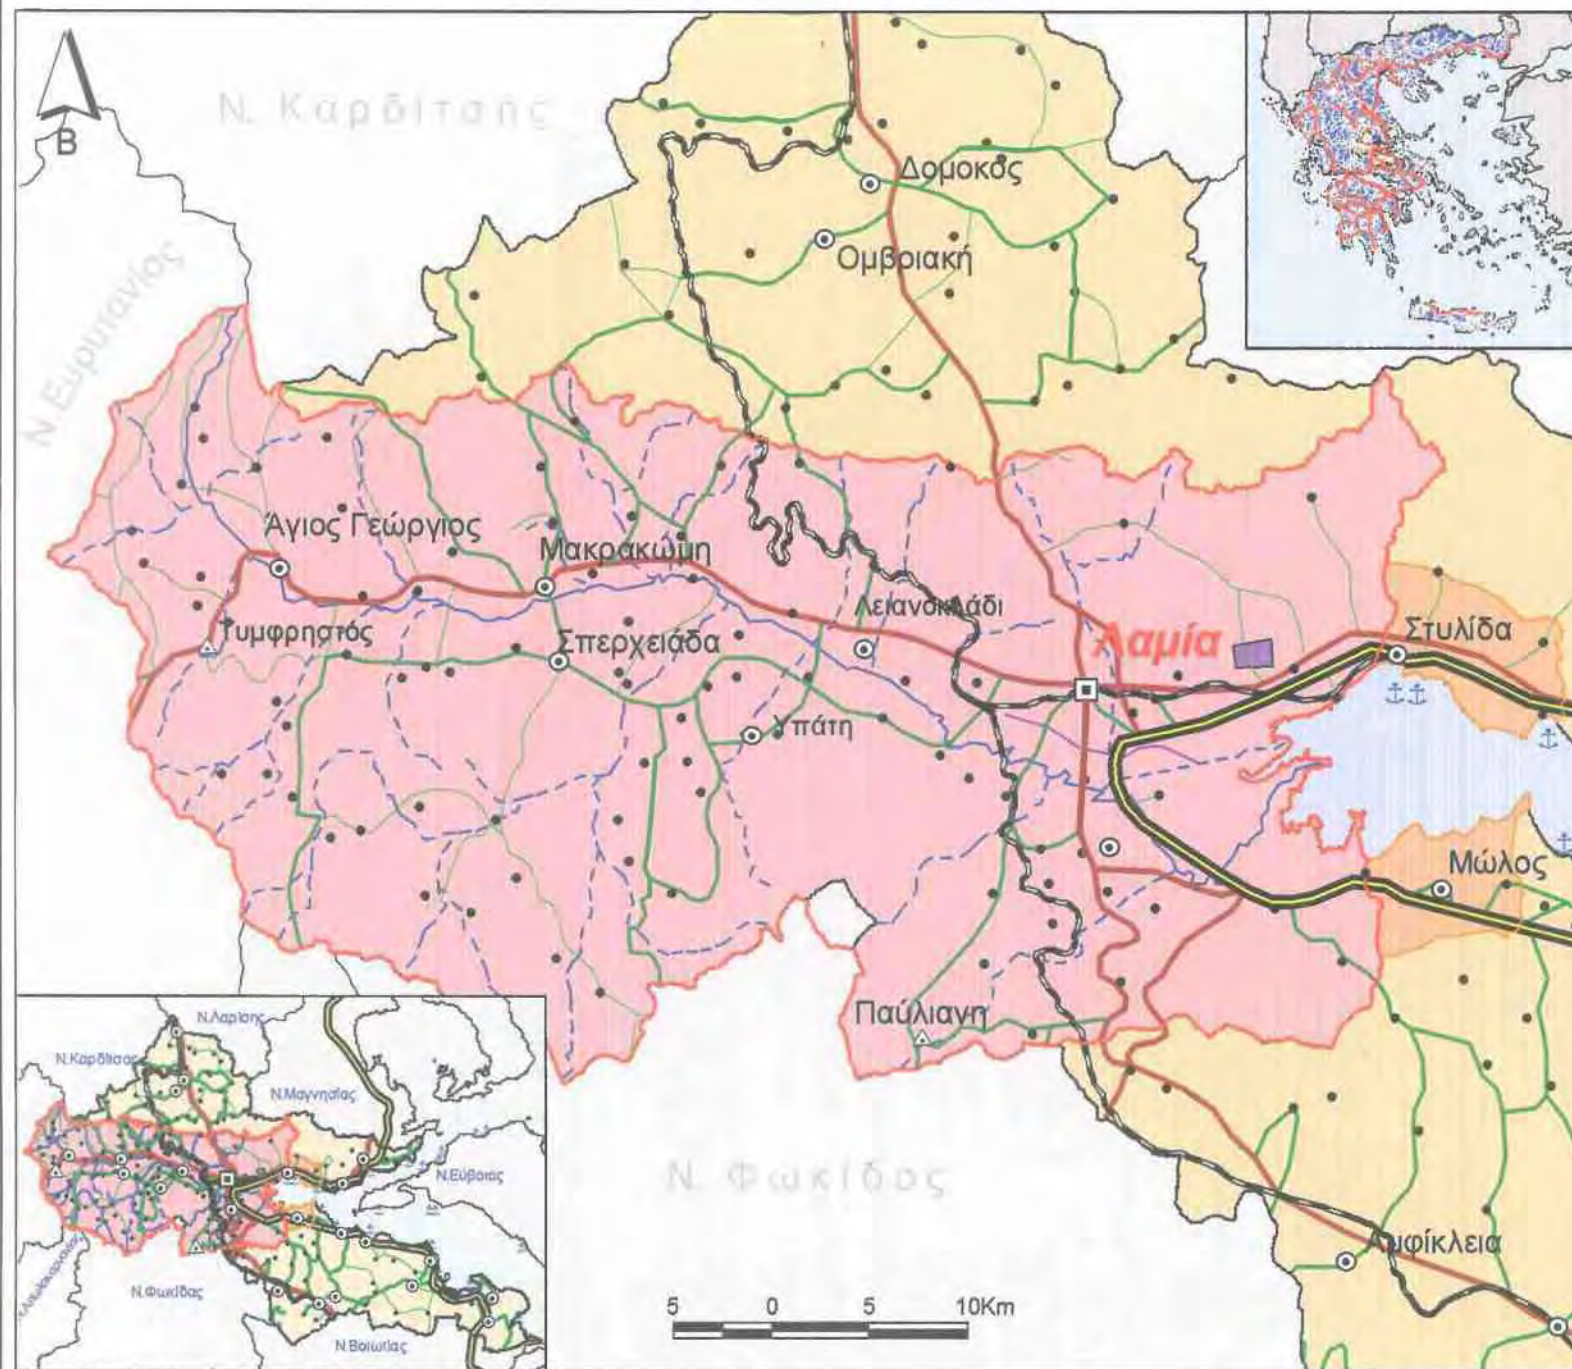 Β
Ν. Καρδίτσης
Ν. Ευρυτανίας
Δομοκός
Ομβριακή
Άγιος Γεώργιος
Μακρακώμη
Λειανοκλάδι
Τυμφρηστός
Σπερχειάδα
Λαμία
Στυλίδα
Υπάτη
Μώλος
Παύλιανη
Ν. Φωκίδος
Αμφίκλεια
5 0 5 10Km
Ν.Λαρίσης
Ν.Καρδίτσας
Ν.Μαγνησίας
Ν.Εύβοιας
Ν.Φωκίδας
Ν.Βοιωτίας